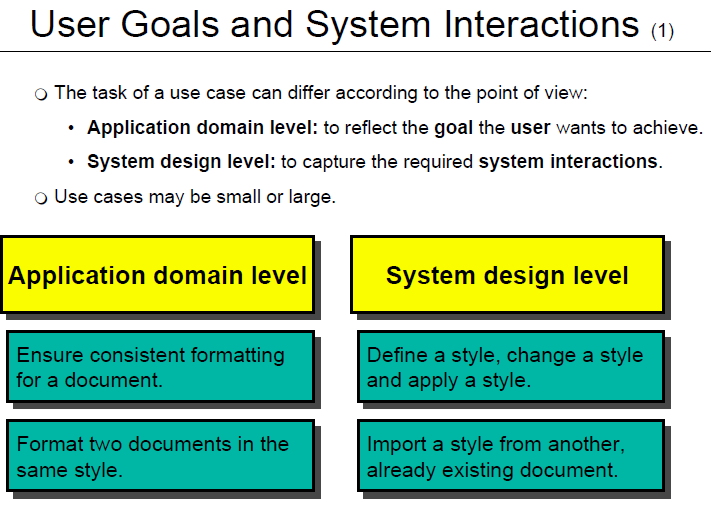 User Goals and System Interactions (1)
The task of a use case can differ according to the point of view:
• Application domain level: to reflect the goal the user wants to achieve.
• System design level: to capture the required system interactions.
Use cases may be small or large.
Application domain level
System design level
Ensure consistent formatting
for a document.
Define a style, change a style
and apply a style.
Format two documents in the
same style.
Import a style from another,
already existing document.